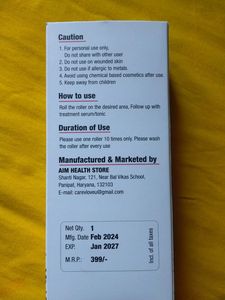 Caution
1. For personal use only,
Do not share with other user
2. Do not use on wounded skin
3. Do not use if allergic to metals.
4. Avoid using chemical based cosmetics after use.
5. Keep away from children
How to use
Roll the roller on the desired area, Follow up with
treatment serum/tonic.
Duration of Use
Please use one roller 10 times only. Please wash
the roller after every use
Manufactured & Marketed by
AIM HEALTH STORE
Shanti Nagar, 121, Near Bal Vikas School,
Panipat, Haryana, 132103
E-mail: carevloveu@gmail.com
Net Qty. 1
Mfg. Date Feb 2024
EXP. Jan 2027
M.R.P.: 399/-
Incl. of all taxes